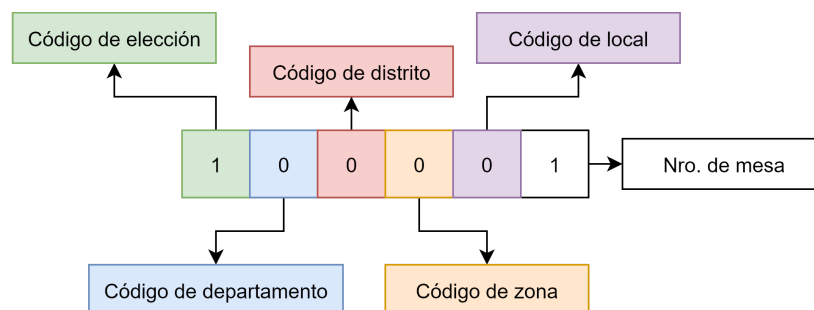 Código de elección
Código de distrito
Código de local
1 0 0 0 0 1
Nro. de mesa
Código de departamento
Código de zona